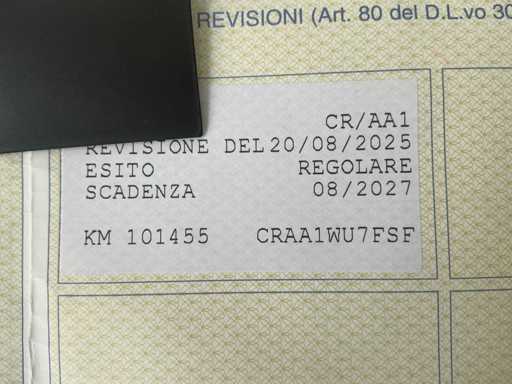 REVISIONI (Art. 80 del D.L.vo 30
CR/AA1
REVISIONE DEL 20/08/2025
ESITO REGOLARE
SCADENZA 08/2027
KM 101455 CRAA1WU7FSF